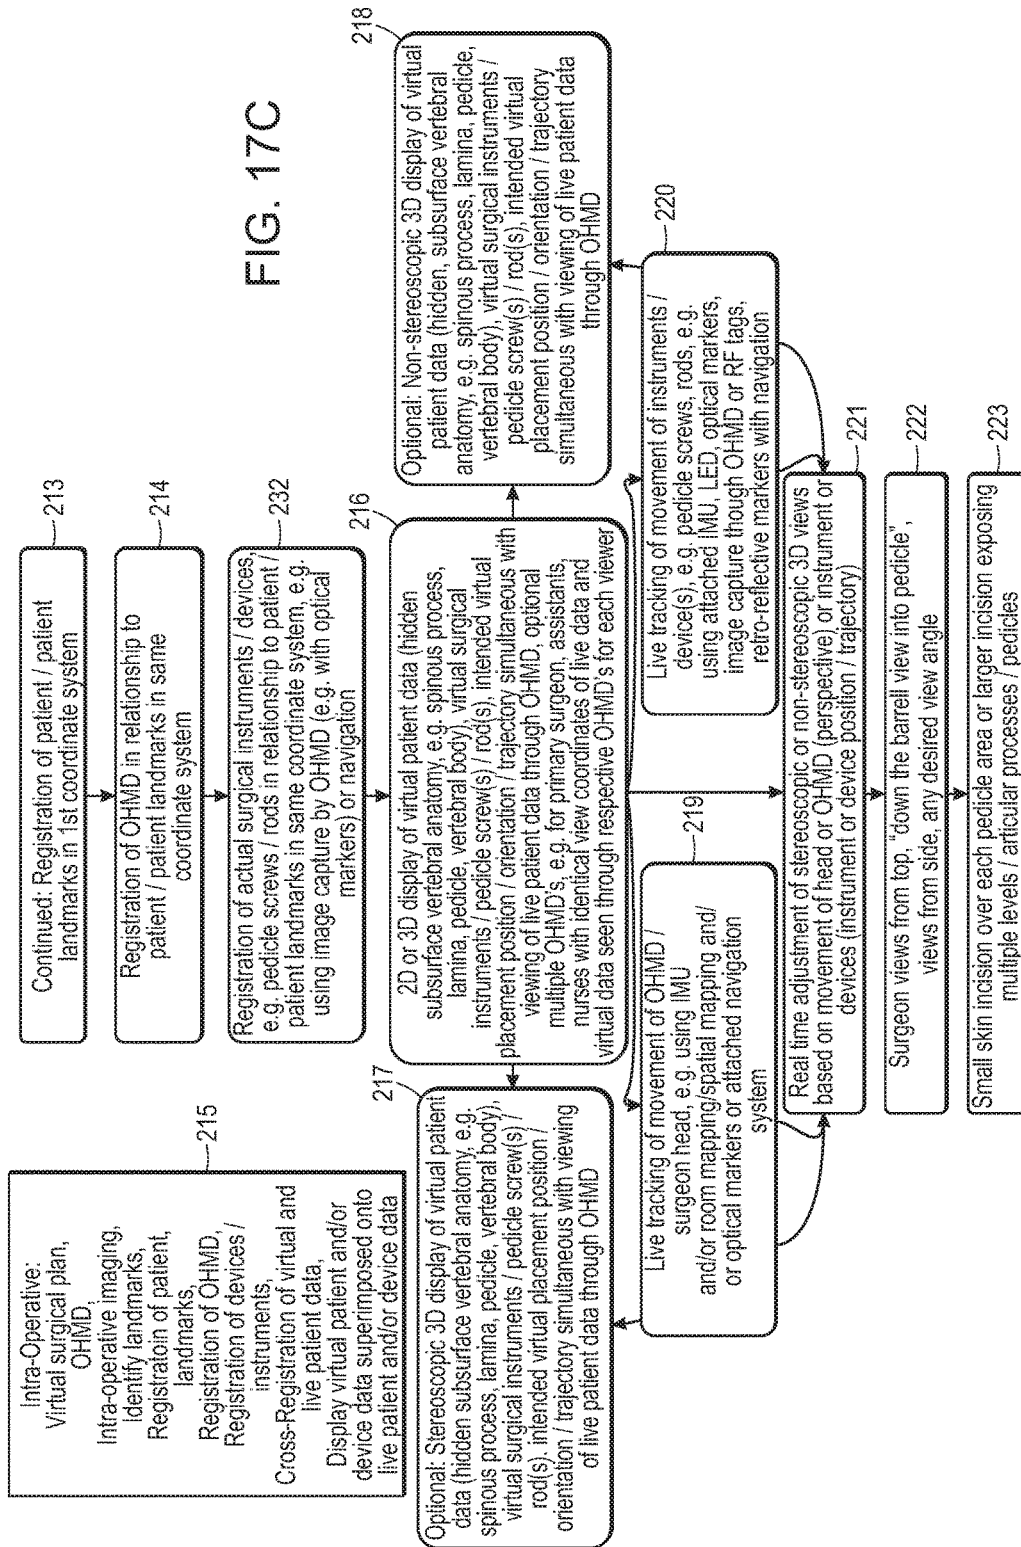 FIG. 17C
Intra-Operative:
Virtual surgical plan,
OHMD,
Intra-operative imaging,
Identify landmarks,
Registratoin of patient,
landmarks,
Registration of OHMD,
Registration of devices /
instruments,
Cross-Registration of virtual and
live patient data,
Display virtual patient and/or
device data superimposed onto
live patient and/or device data
215
Continued: Registration of patient / patient
landmarks in 1st coordinate system
213
Registration of OHMD in relationship to
patient / patient landmarks in same
coordinate system
214
Registration of actual surgical instruments / devices,
e.g. pedicle screws / rods in relationship to patient /
patient landmarks in same coordinate system, e.g.
using image capture by OHMD (e.g. with optical
markers) or navigation
232
2D or 3D display of virtual patient data (hidden
subsurface vertebral anatomy, e.g. spinous process,
lamina, pedicle, vertebral body), virtual surgical
instruments / pedicle screw(s) / rod(s), intended virtual
placement position / orientation / trajectory simultaneous with
viewing of live patient data through OHMD, optional
multiple OHMD's, e.g. for primary surgeon, assistants,
nurses with identical view coordinates of live data and
virtual data seen through respective OHMD's for each viewer
216
217
Optional: Stereoscopic 3D display of virtual patient
data (hidden subsurface vertebral anatomy, e.g.
spinous process, lamina, pedicle, vertebral body),
virtual surgical instruments / pedicle screw(s) /
rod(s). intended virtual placement position /
orientation / trajectory simultaneous with viewing
of live patient data through OHMD
218
Optional: Non-stereoscopic 3D display of virtual
patient data (hidden, subsurface vertebral
anatomy, e.g. spinous process, lamina, pedicle,
vertebral body), virtual surgical instruments /
pedicle screw(s) / rod(s), intended virtual
placement position / orientation / trajectory
simultaneous with viewing of live patient data
through OHMD
219
Live tracking of movement of OHMD /
surgeon head, e.g. using IMU
and/or room mapping/spatial mapping and/
or optical markers or attached navigation
system
220
Live tracking of movement of instruments /
device(s), e.g. pedicle screws, rods, e.g.
using attached IMU, LED, optical markers,
image capture though OHMD or RF tags,
retro-reflective markers with navigation
Real time adjustment of stereoscopic or non-stereoscopic 3D views
based on movement of head or OHMD (perspective) or instrument or
devices (instrument or device position / trajectory)
221
Surgeon views from top, "down the barrel view into pedicle",
views from side, any desired view angle
222
Small skin incision over each pedicle area or larger incision exposing
multiple levels / articular processes / pedicles
223